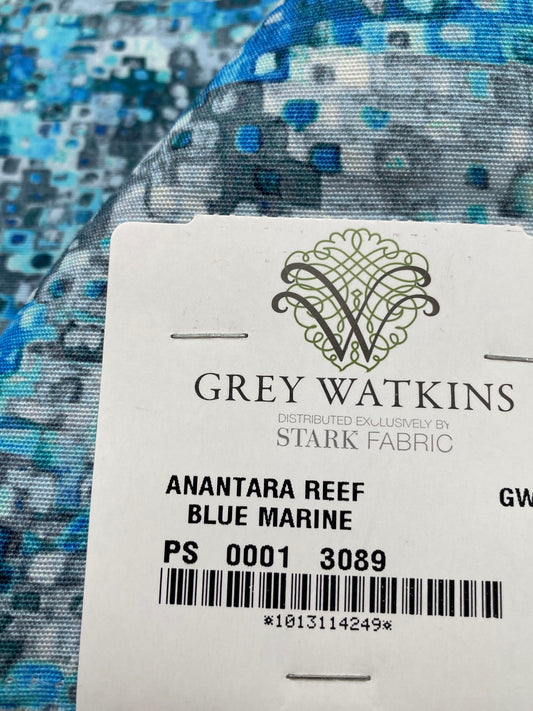 GREY WATKINS
DISTRIBUTED EXCLUSIVELY BY
STARK FABRIC
ANANTARA REEF GW
BLUE MARINE
PS 0001 3089
*1013114249*